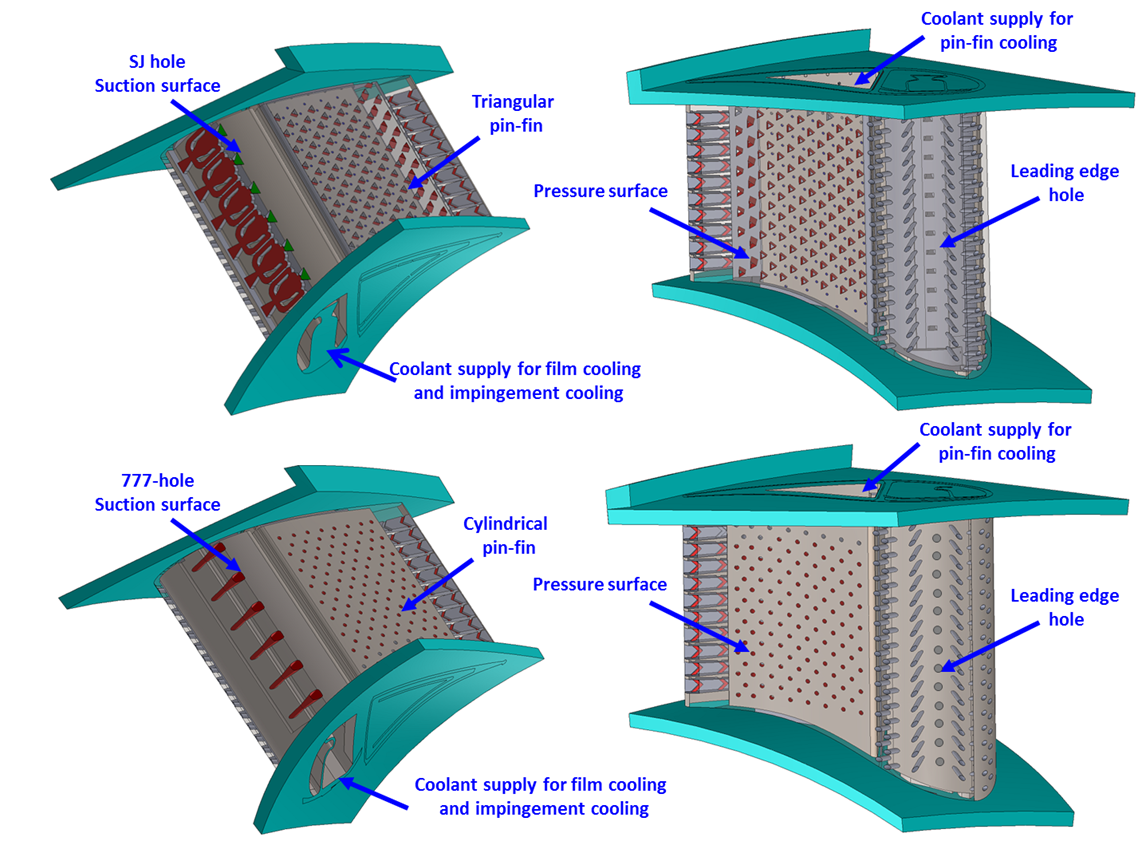 SJ hole
Suction surface
Triangular
pin-fin
Coolant supply for film cooling
and impingement cooling
Coolant supply for
pin-fin cooling
Pressure surface
Leading edge
hole
777-hole
Suction surface
Cylindrical
pin-fin
Coolant supply for film cooling
and impingement cooling
Coolant supply for
pin-fin cooling
Pressure surface
Leading edge
hole